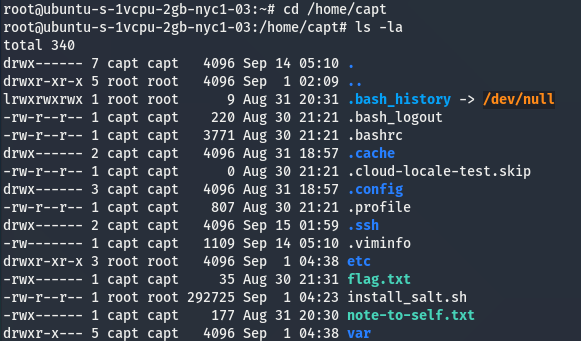 root@ubuntu-s-1vcpu-2gb-nyc1-03:~# cd /home/capt
root@ubuntu-s-1vcpu-2gb-nyc1-03:/home/capt# ls -la
total 340
drwx------ 7 capt capt   4096 Sep 14 05:10 .
drwxr-xr-x 5 root root   4096 Sep  1 02:09 ..
lrwxrwxrwx 1 root root      9 Aug 31 20:31 .bash_history -> /dev/null
-rw-r--r-- 1 capt capt    220 Aug 30 21:21 .bash_logout
-rw-r--r-- 1 capt capt   3771 Aug 30 21:21 .bashrc
drwx------ 2 capt capt   4096 Aug 31 18:57 .cache
-rw-r--r-- 1 capt capt      0 Aug 30 21:21 .cloud-locale-test.skip
drwx------ 3 capt capt   4096 Aug 31 18:57 .config
-rw-r--r-- 1 capt capt    807 Aug 30 21:21 .profile
drwx------ 2 capt capt   4096 Sep 15 01:59 .ssh
-rw------- 1 capt capt   1109 Sep 14 05:10 .viminfo
drwxr-xr-x 3 root root   4096 Sep  1 04:38 etc
-rwx------ 1 capt capt     35 Aug 30 21:31 flag.txt
-rw-r--r-- 1 root root 292725 Sep  1 04:23 install_salt.sh
-rwx------ 1 capt capt    177 Aug 31 20:30 note-to-self.txt
drwxr-x--- 5 capt capt   4096 Sep  1 04:38 var